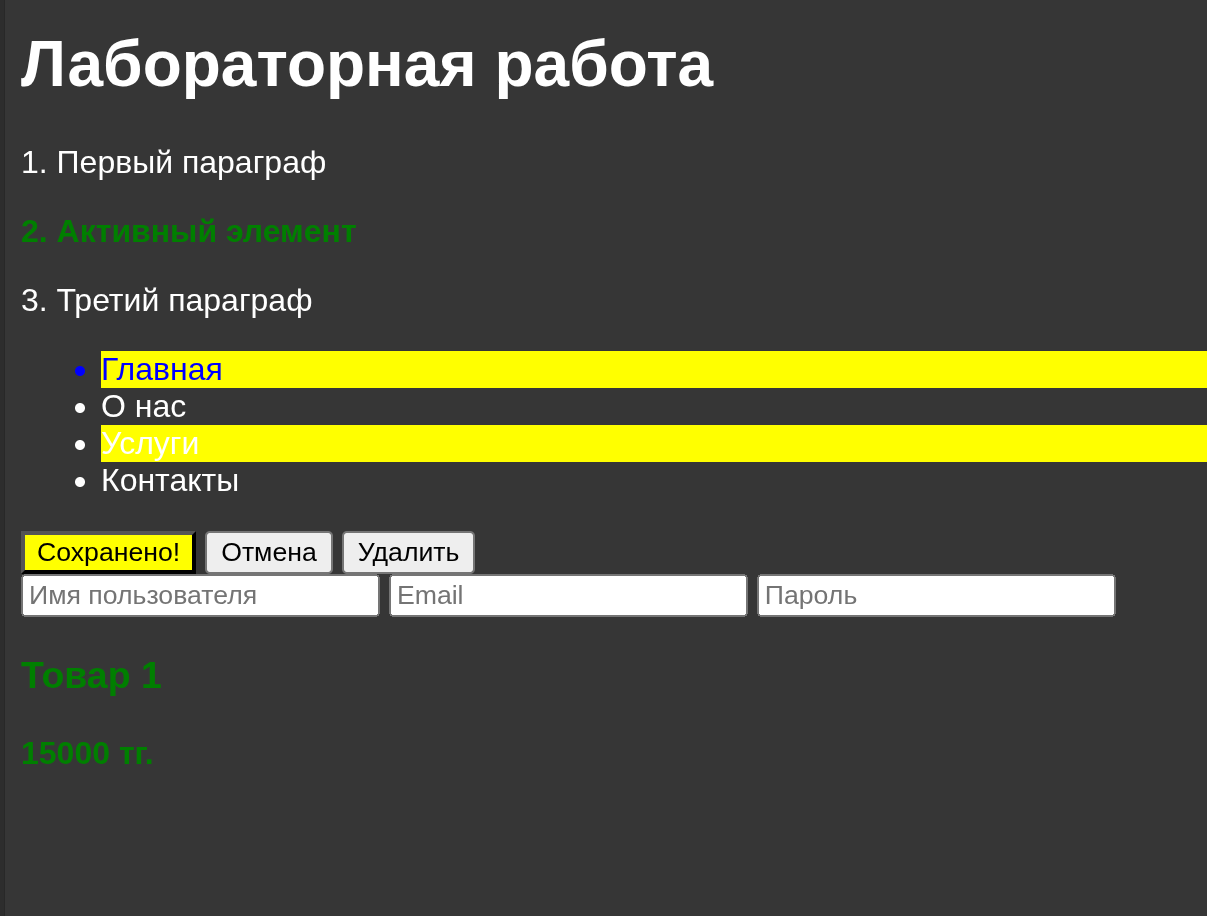 Лабораторная работа
1. Первый параграф
2. Активный элемент
3. Третий параграф
Главная
О нас
Услуги
Контакты
Сохранено! Отмена Удалить
Имя пользователя Email Пароль
Товар 1
15000 тг.